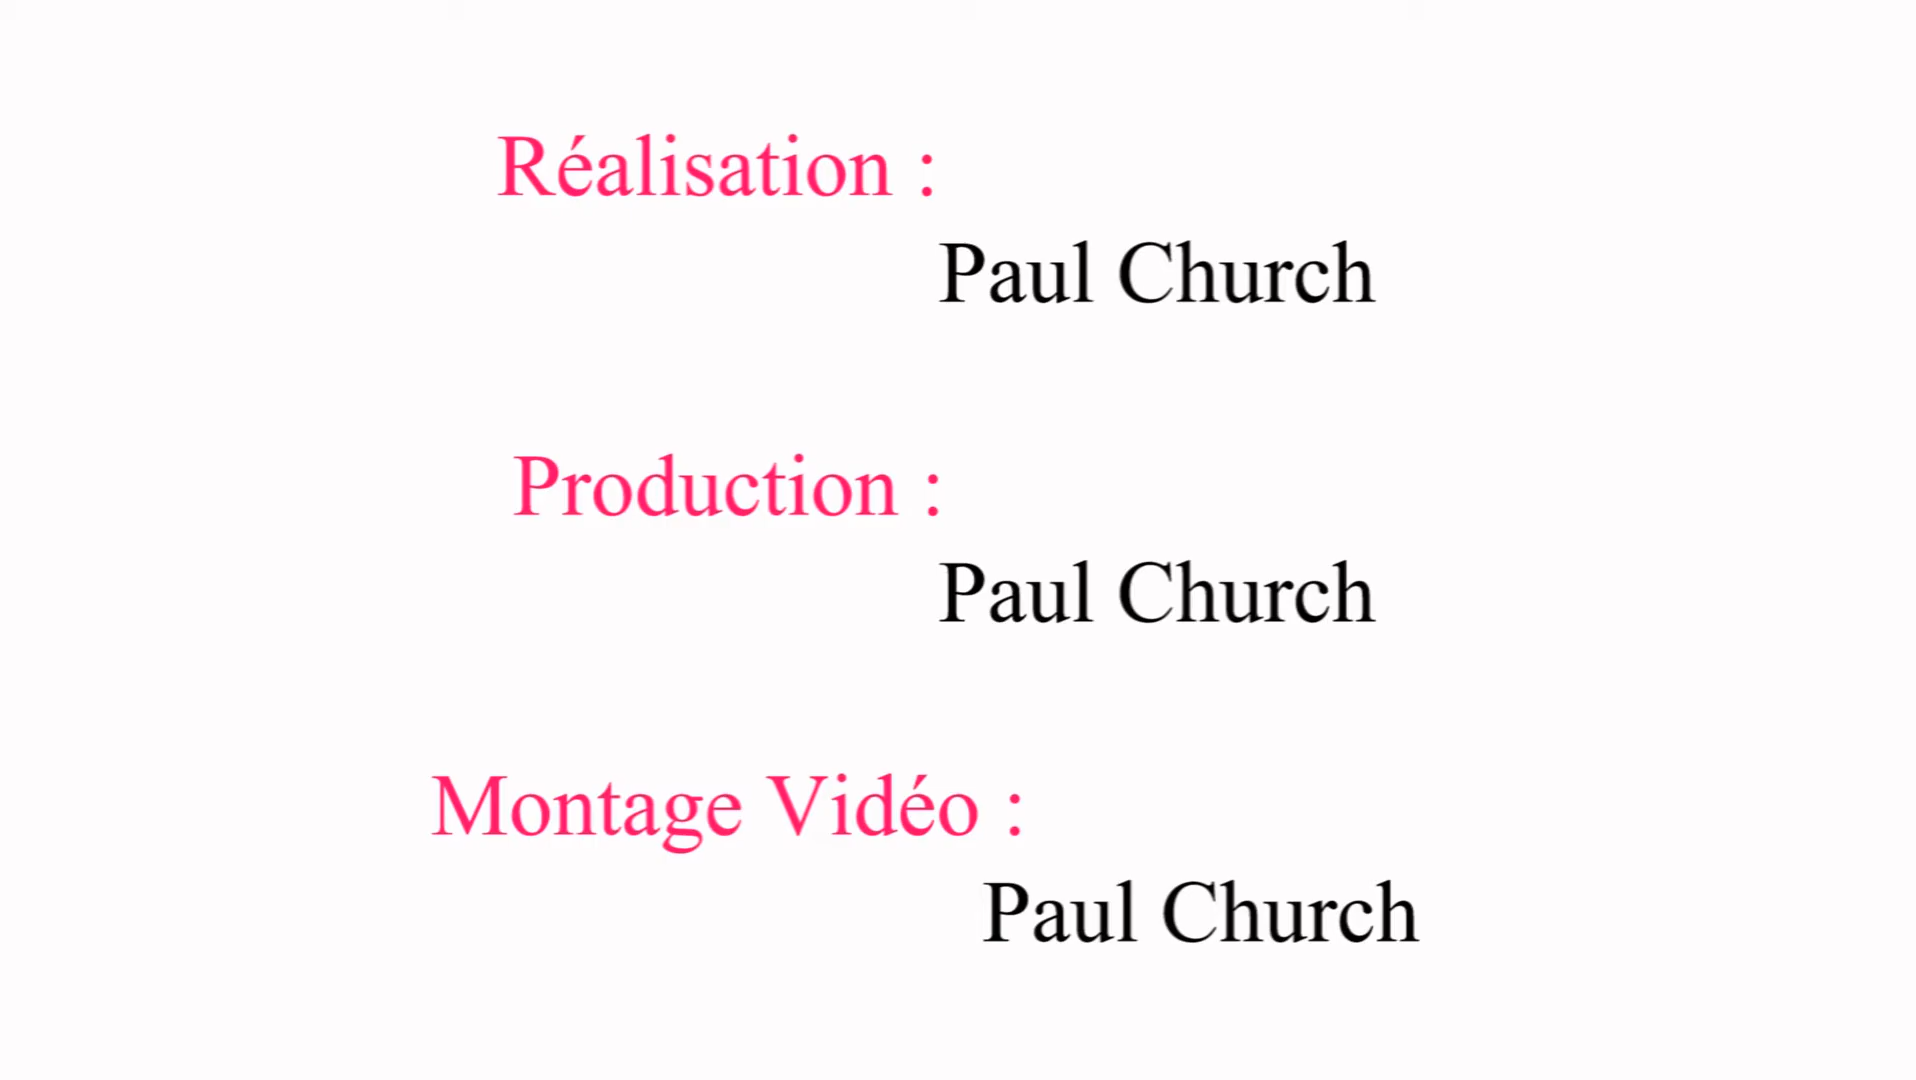 Réalisation :
Paul Church
Production :
Paul Church
Montage Vidéo :
Paul Church